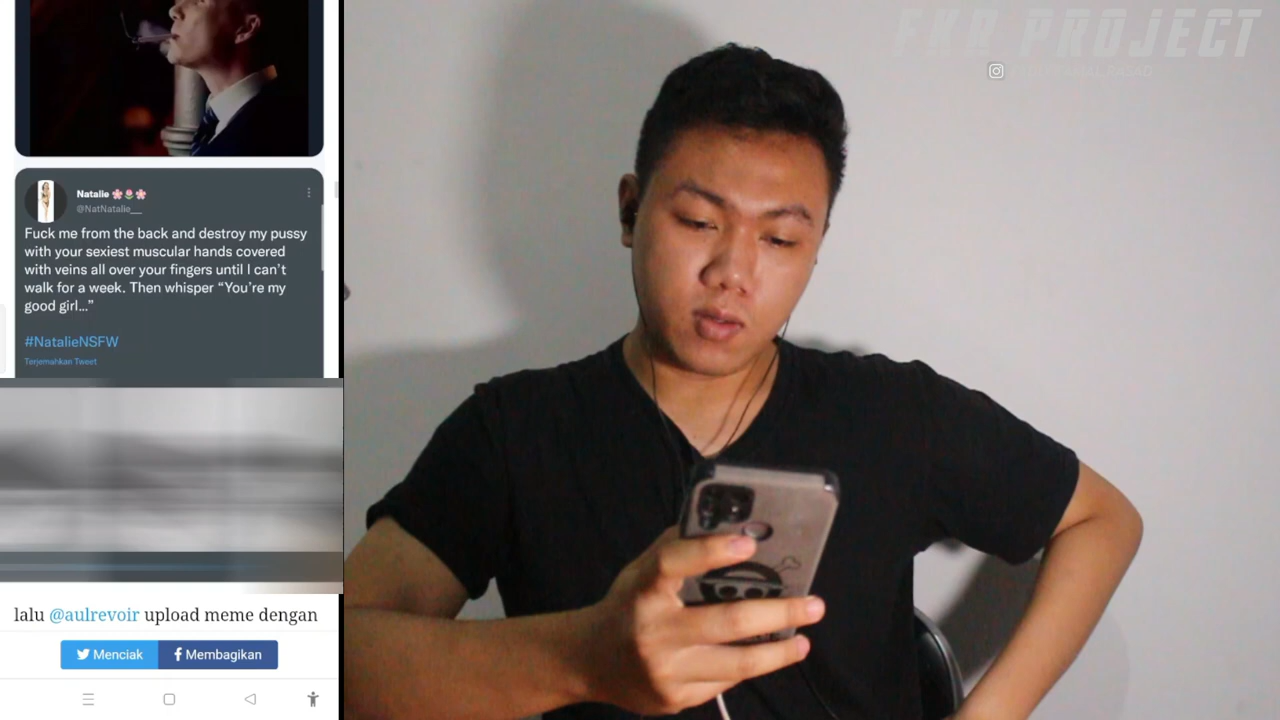 FKR PROJECT
Natalie 🌸🌷🌸
@NatNatalie__
Fuck me from the back and destroy my pussy
with your sexiest muscular hands covered
with veins all over your fingers until I can't
walk for a week. Then whisper “You're my
good girl...”
#NatalieNSFW
Terjemahkan Tweet
lalu @aulrevoir upload meme dengan
Menciak
Membagikan